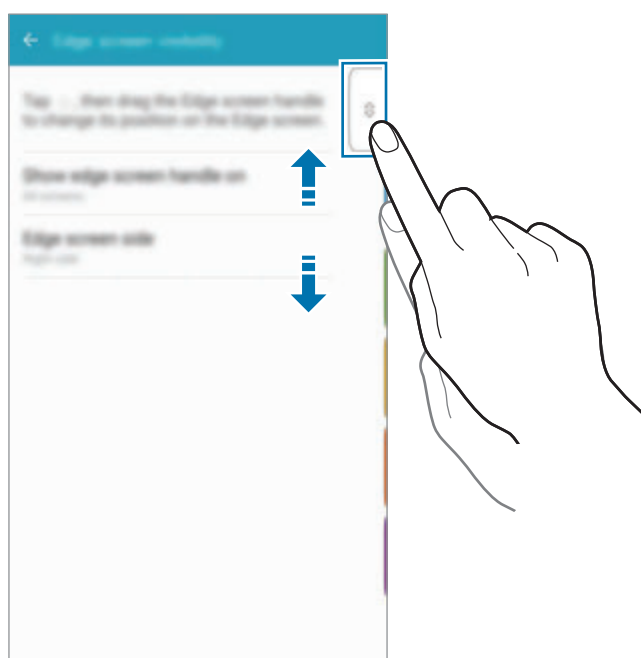 Edge screen visibility
Tap , then drag the Edge screen handle
to change its position on the Edge screen.
Show edge screen handle on
All screens
Edge screen side
Right side